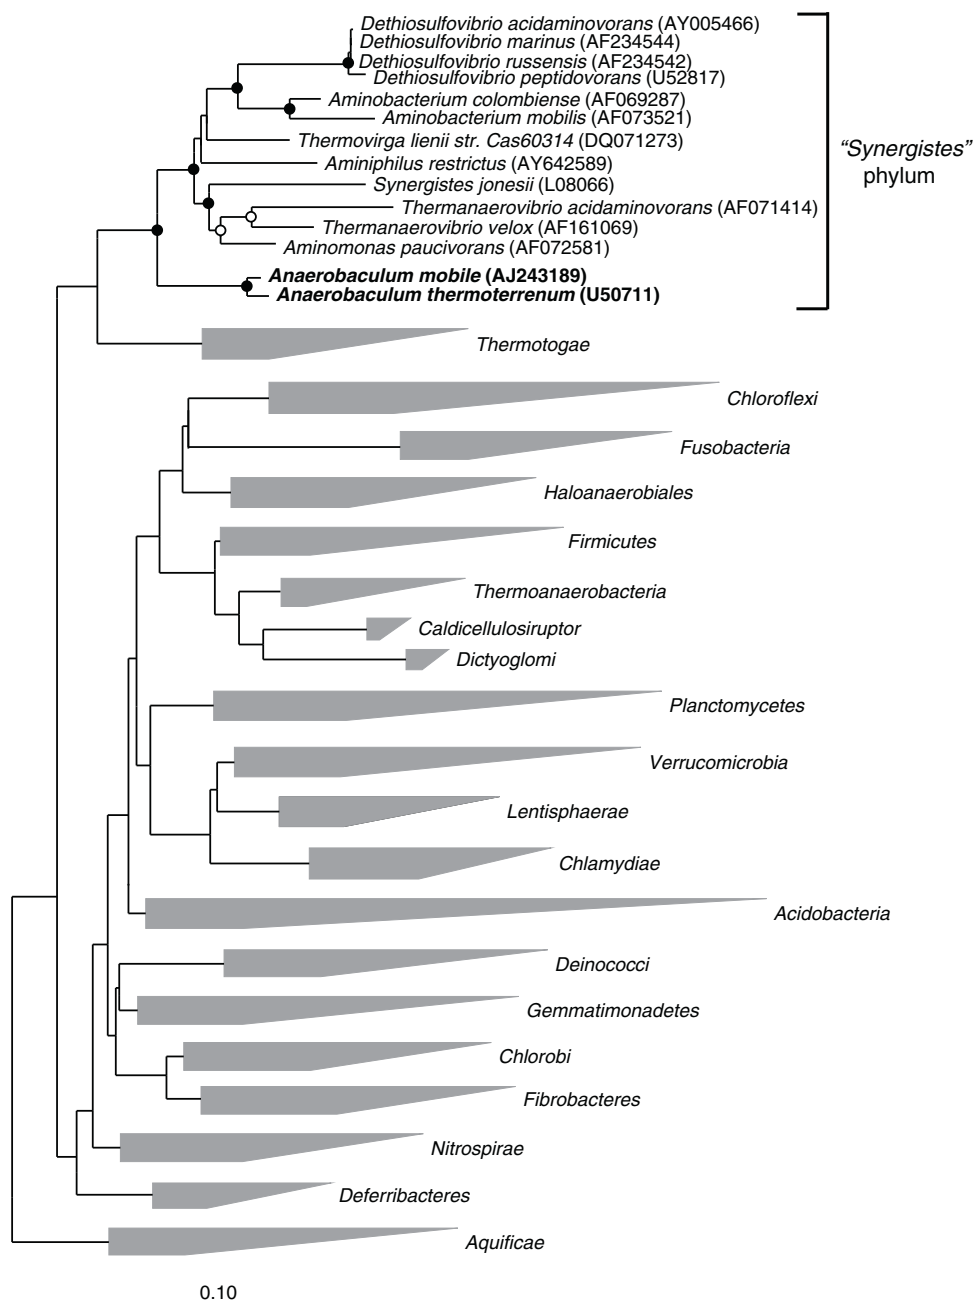 Dethiosulfovibrio acidaminovorans (AY005466)
Dethiosulfovibrio marinus (AF234544)
Dethiosulfovibrio russensis (AF234542)
Dethiosulfovibrio peptidovorans (U52817)
Aminobacterium colombiense (AF069287)
Aminobacterium mobilis (AF073521)
Thermovirga lienii str. Cas60314 (DQ071273)
Aminiphilus restrictus (AY642589)
Synergistes jonesii (L08066)
Thermanaerovibrio acidaminovorans (AF071414)
Thermanaerovibrio velox (AF161069)
Aminomonas paucivorans (AF072581)
Anaerobaculum mobile (AJ243189)
Anaerobaculum thermoterrenum (U50711)
“Synergistes”
phylum
Thermotogae
Chloroflexi
Fusobacteria
Haloanaerobiales
Firmicutes
Thermoanaerobacteria
Caldicellulosiruptor
Dictyoglomi
Planctomycetes
Verrucomicrobia
Lentisphaerae
Chlamydiae
Acidobacteria
Deinococci
Gemmatimonadetes
Chlorobi
Fibrobacteres
Nitrospirae
Deferribacteres
Aquificae
0.10